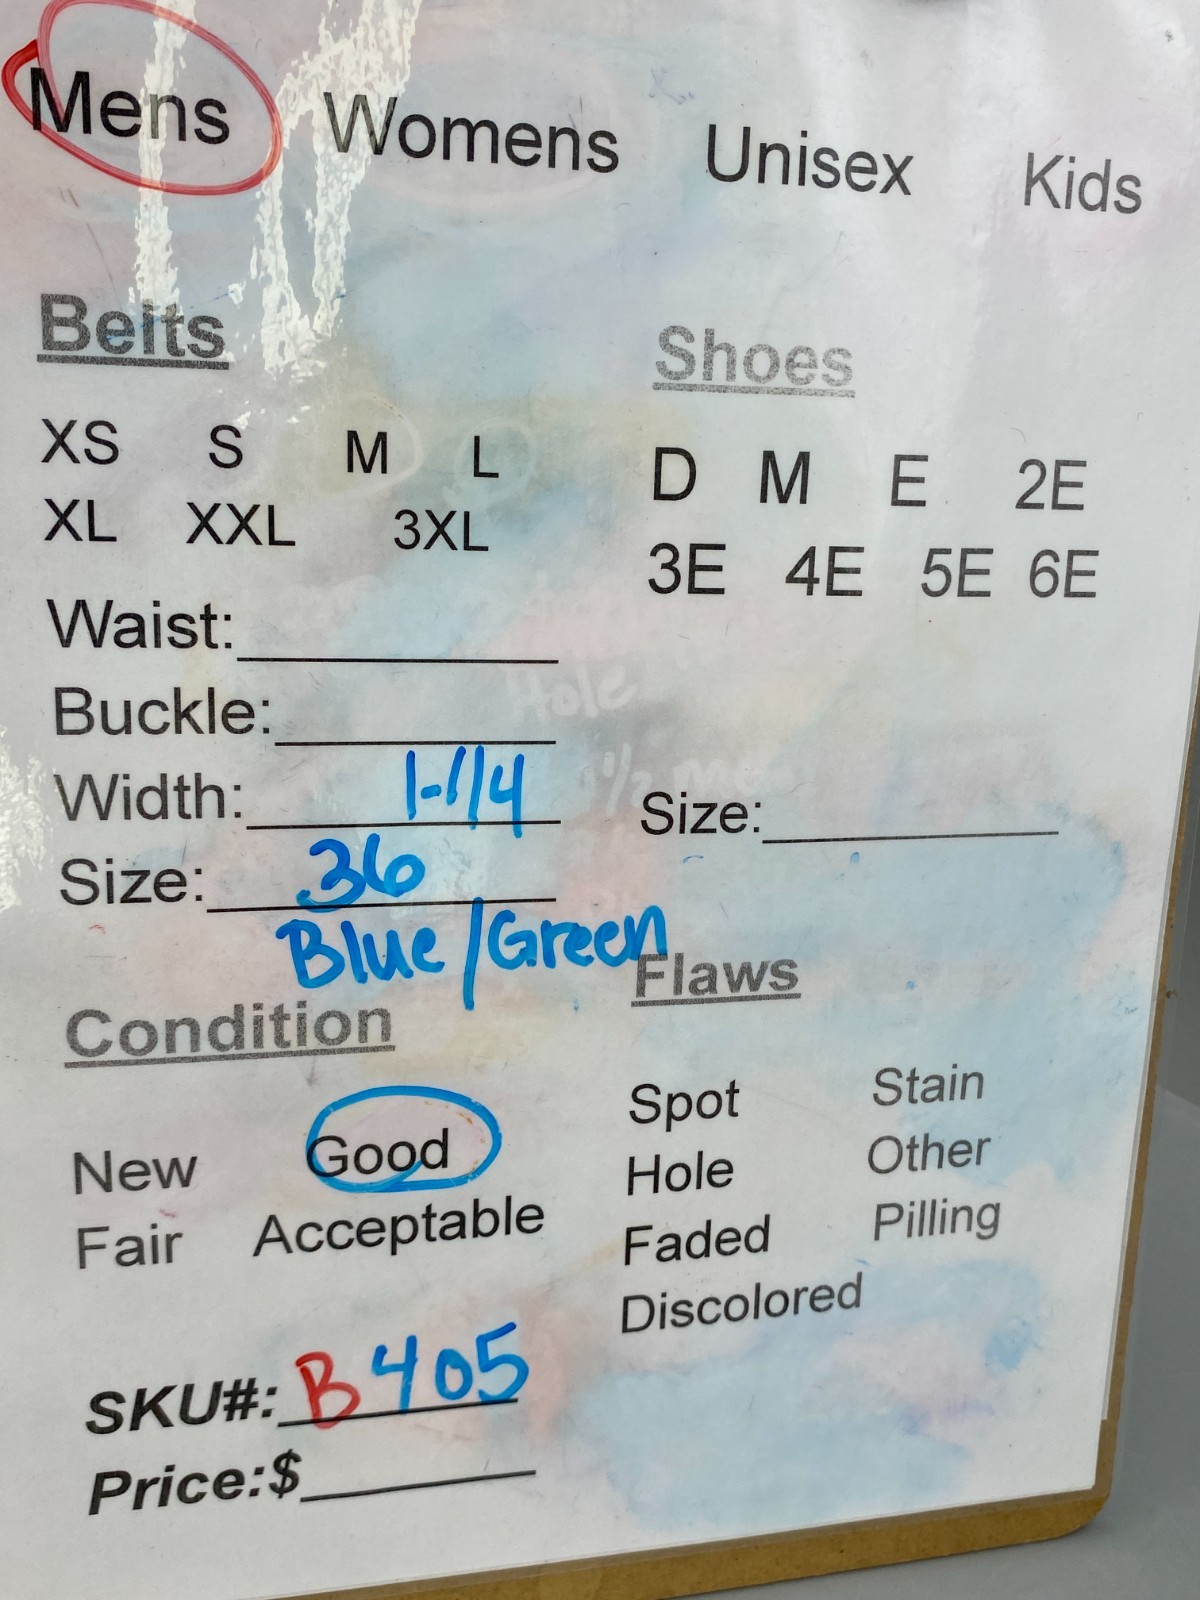 Mens Womens Unisex Kids
Belts
Shoes
XS S M L
XL XXL 3XL
D M E 2E
3E 4E 5E 6E
Waist:
Hole
Buckle:
Width: 1-1/4
Size: 36
Size:
Blue/Green
Condition
Flaws
New Good
Fair Acceptable
Spot Stain
Hole Other
Faded Pilling
Discolored
SKU#: B405
Price:$